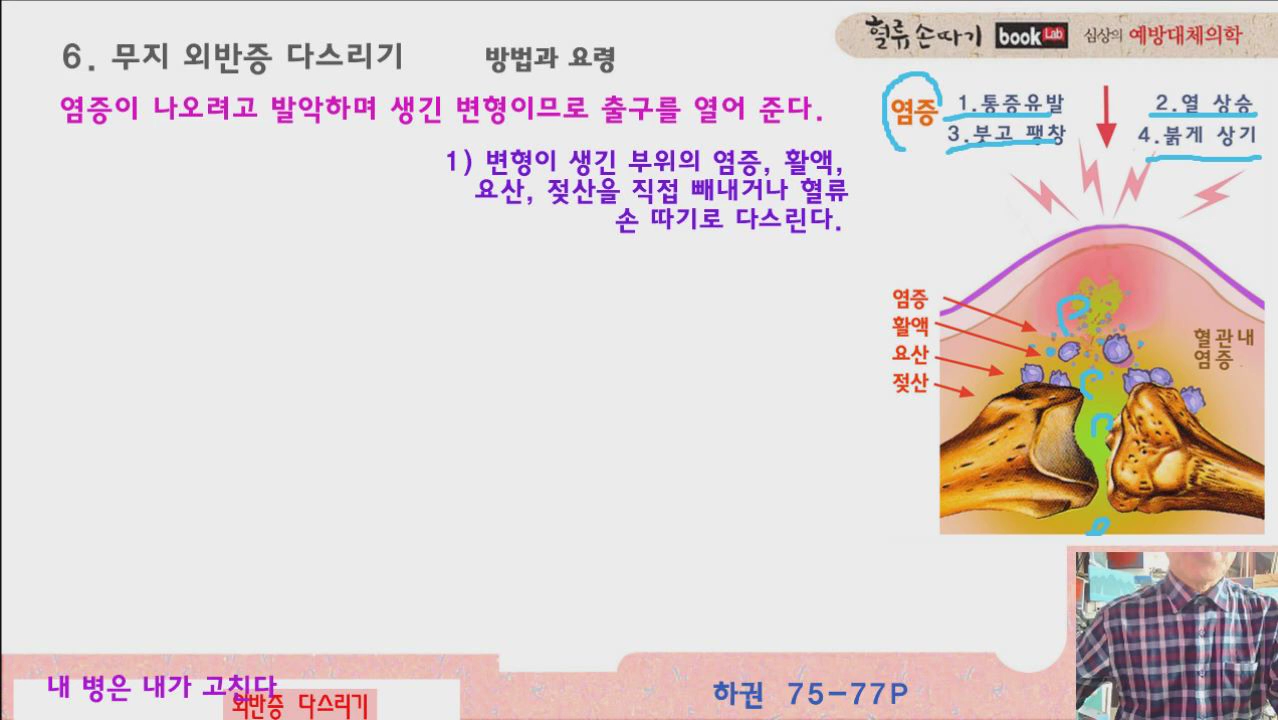 6. 무지 외반증 다스리기 방법과 요령
염증이 나오려고 발악하며 생긴 변형이므로 출구를 열어 준다.
1) 변형이 생긴 부위의 염증, 활액,
요산, 젖산을 직접 빼내거나 혈류
손 따기로 다스린다.
혈류 손따기 book Lab 심상의 예방대체의학
염증 1.통증유발 2.열 상승
3.붓고 팽창 4.붉게 상기
염증
활액
요산
젖산
혈관내
염증
내 병은 내가 고친다
외반증 다스리기
하권 75-77P